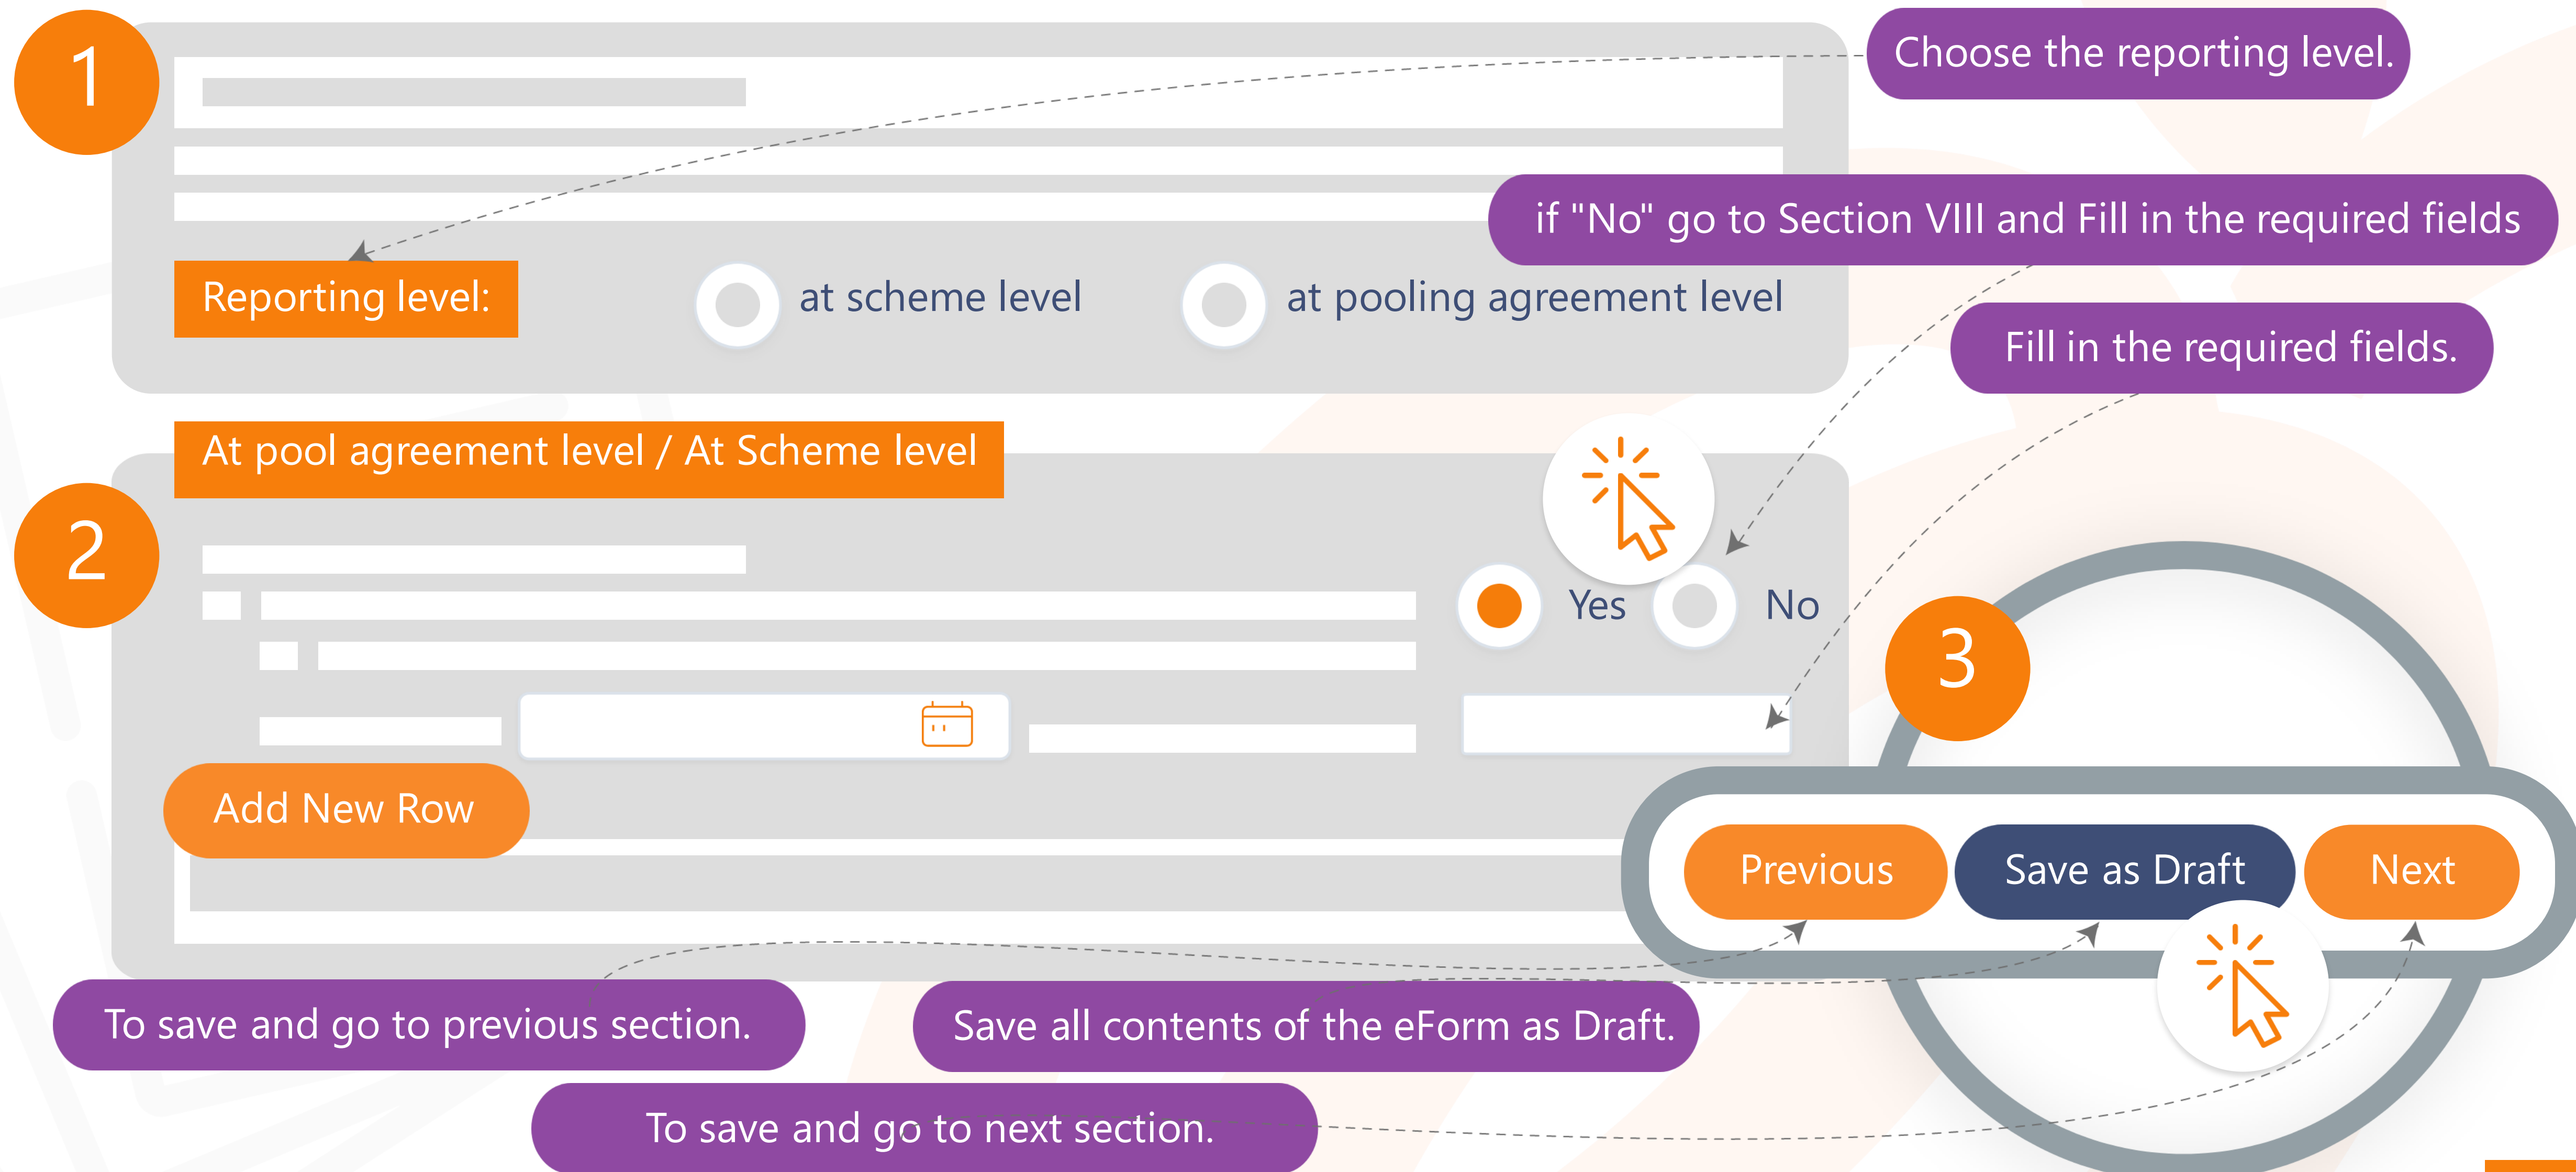 1
Choose the reporting level.
if "No" go to Section VIII and Fill in the required fields
Reporting level:
at scheme level
at pooling agreement level
Fill in the required fields.
At pool agreement level / At Scheme level
2
Yes
No
3
Add New Row
Previous
Save as Draft
Next
To save and go to previous section.
Save all contents of the eForm as Draft.
To save and go to next section.